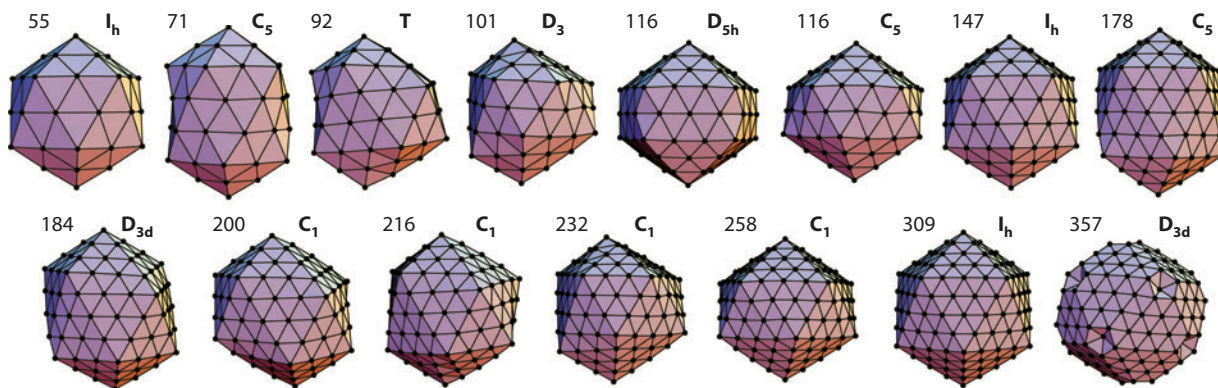 55 Ih 71 C5 92 T 101 D3 116 D5h 116 C5 147 Ih 178 C5
184 D3d 200 C1 216 C1 232 C1 258 C1 309 Ih 357 D3d